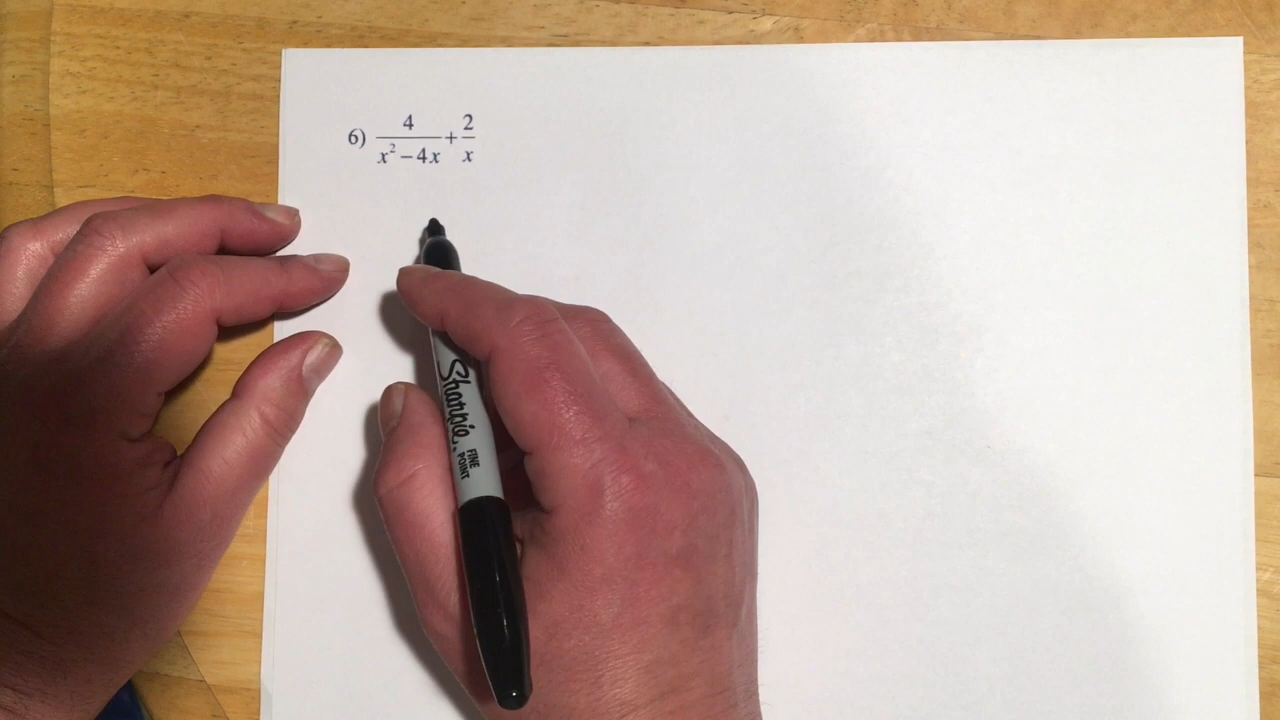 6) 4/(x² − 4x) + 2/x
Sharpie.
FINE
POINT